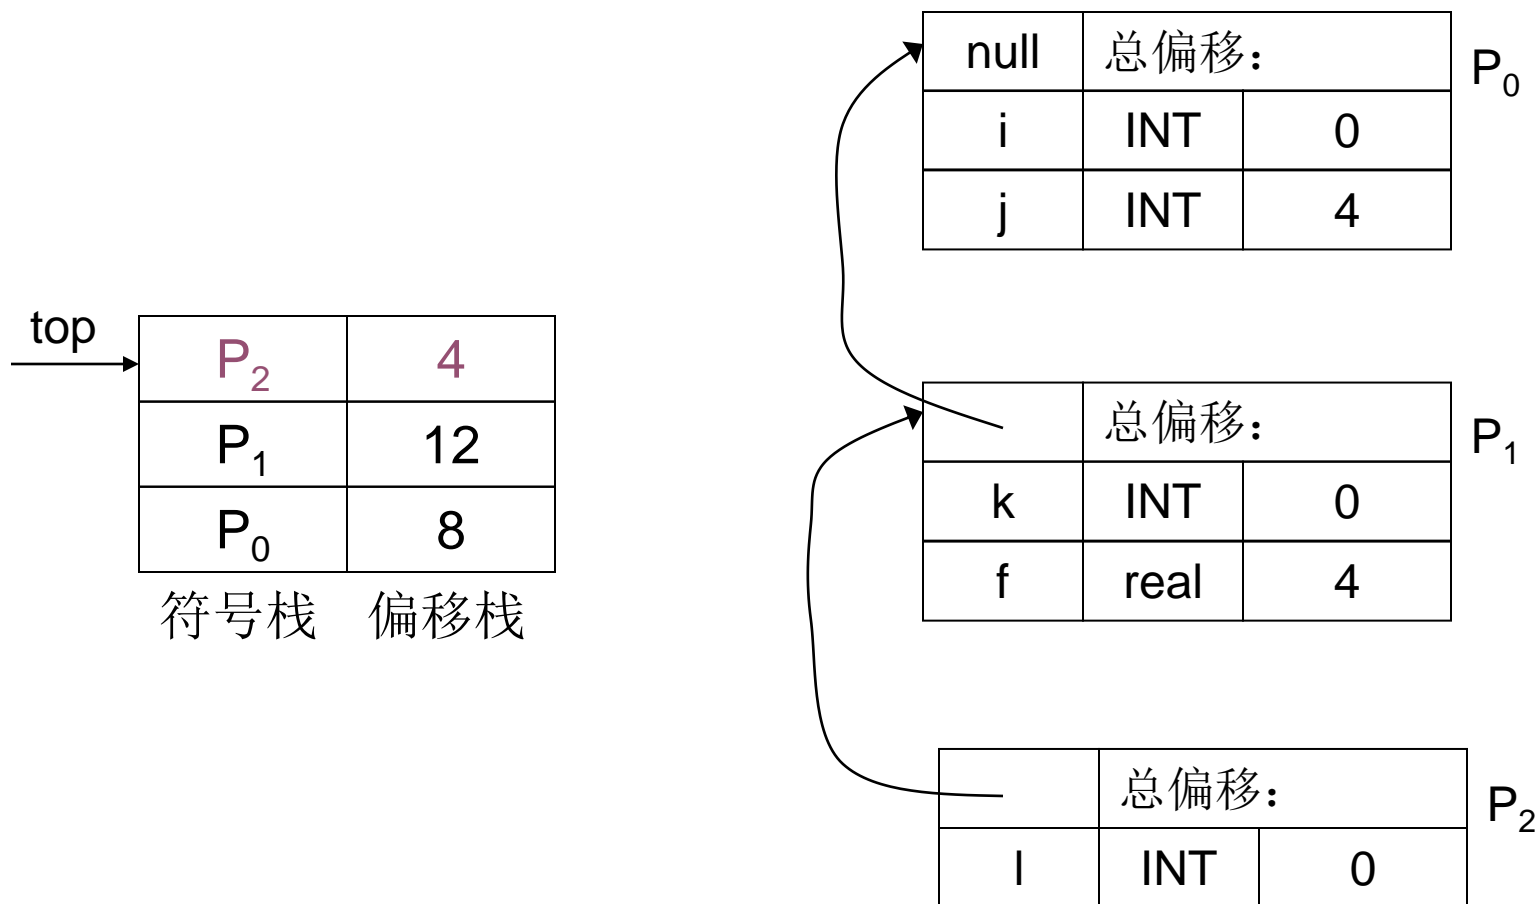 null 总偏移： P₀
i INT 0
j INT 4
top
P₂ 4
P₁ 12
P₀ 8
符号栈 偏移栈
总偏移： P₁
k INT 0
f real 4
总偏移： P₂
l INT 0